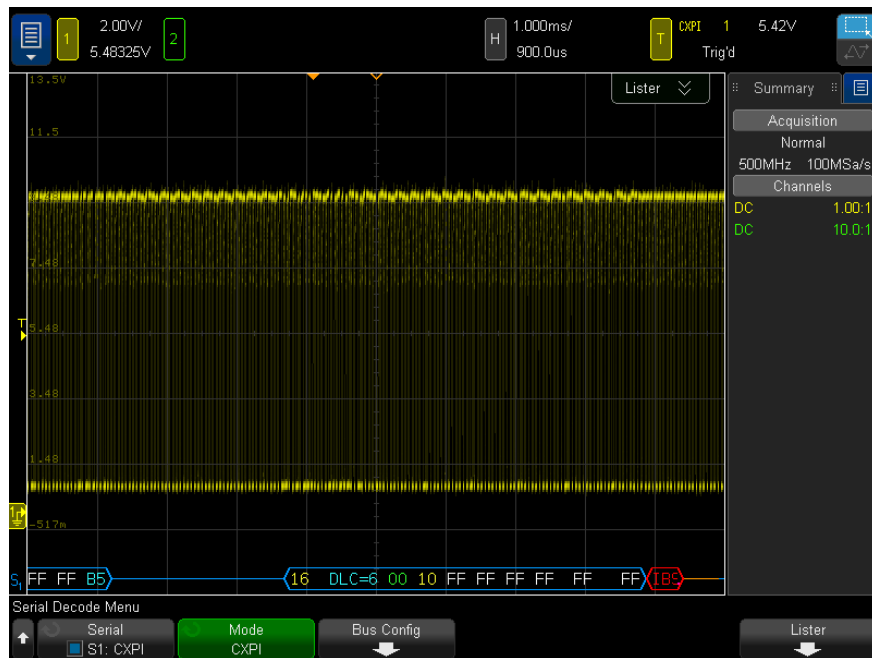 1 2.00V/ 5.48325V 2 H 1.000ms/ 900.0us T CXPI 1 5.42V Trig'd
13.5V
Lister
Summary
11.5
Acquisition
Normal
500MHz 100MSa/s
Channels
DC 1.00:1
DC 10.0:1
7.48
T
5.48
3.48
1.48
1
-517m
S1 FF FF B5 16 DLC=6 00 10 FF FF FF FF FF FF IBS
Serial Decode Menu
Serial
S1: CXPI
Mode
CXPI
Bus Config
Lister